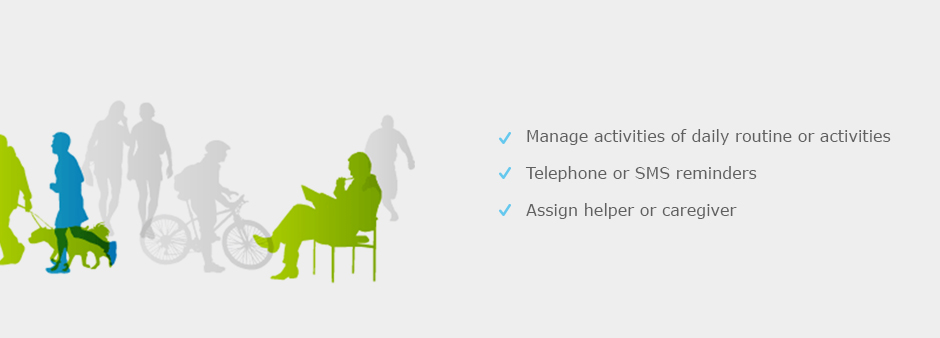 Manage activities of daily routine or activities
Telephone or SMS reminders
Assign helper or caregiver